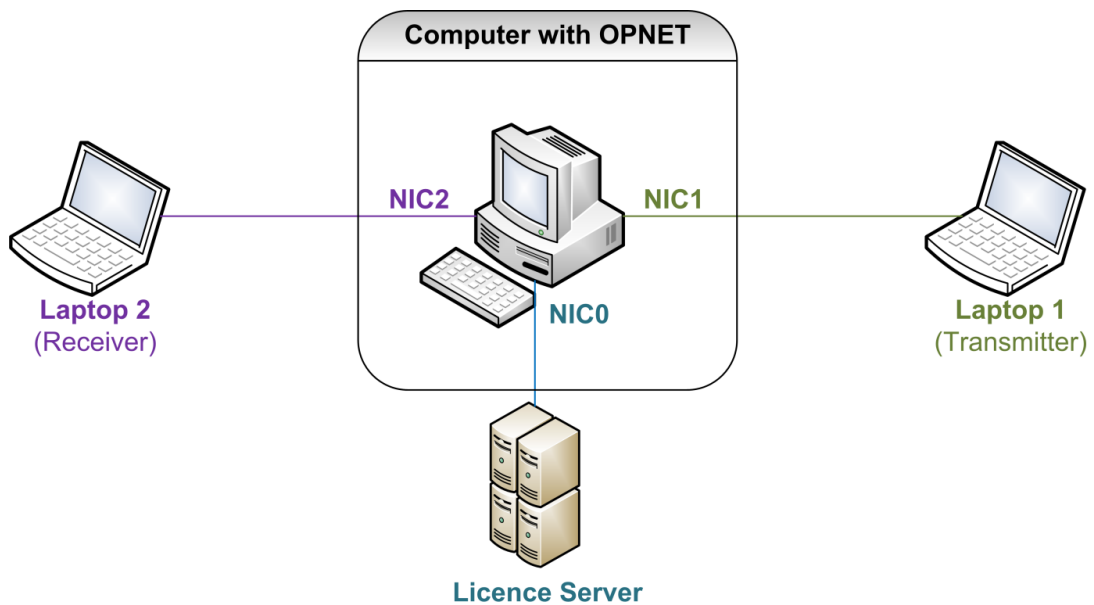 Computer with OPNET
NIC2
NIC1
Laptop 2
(Receiver)
NIC0
Laptop 1
(Transmitter)
Licence Server